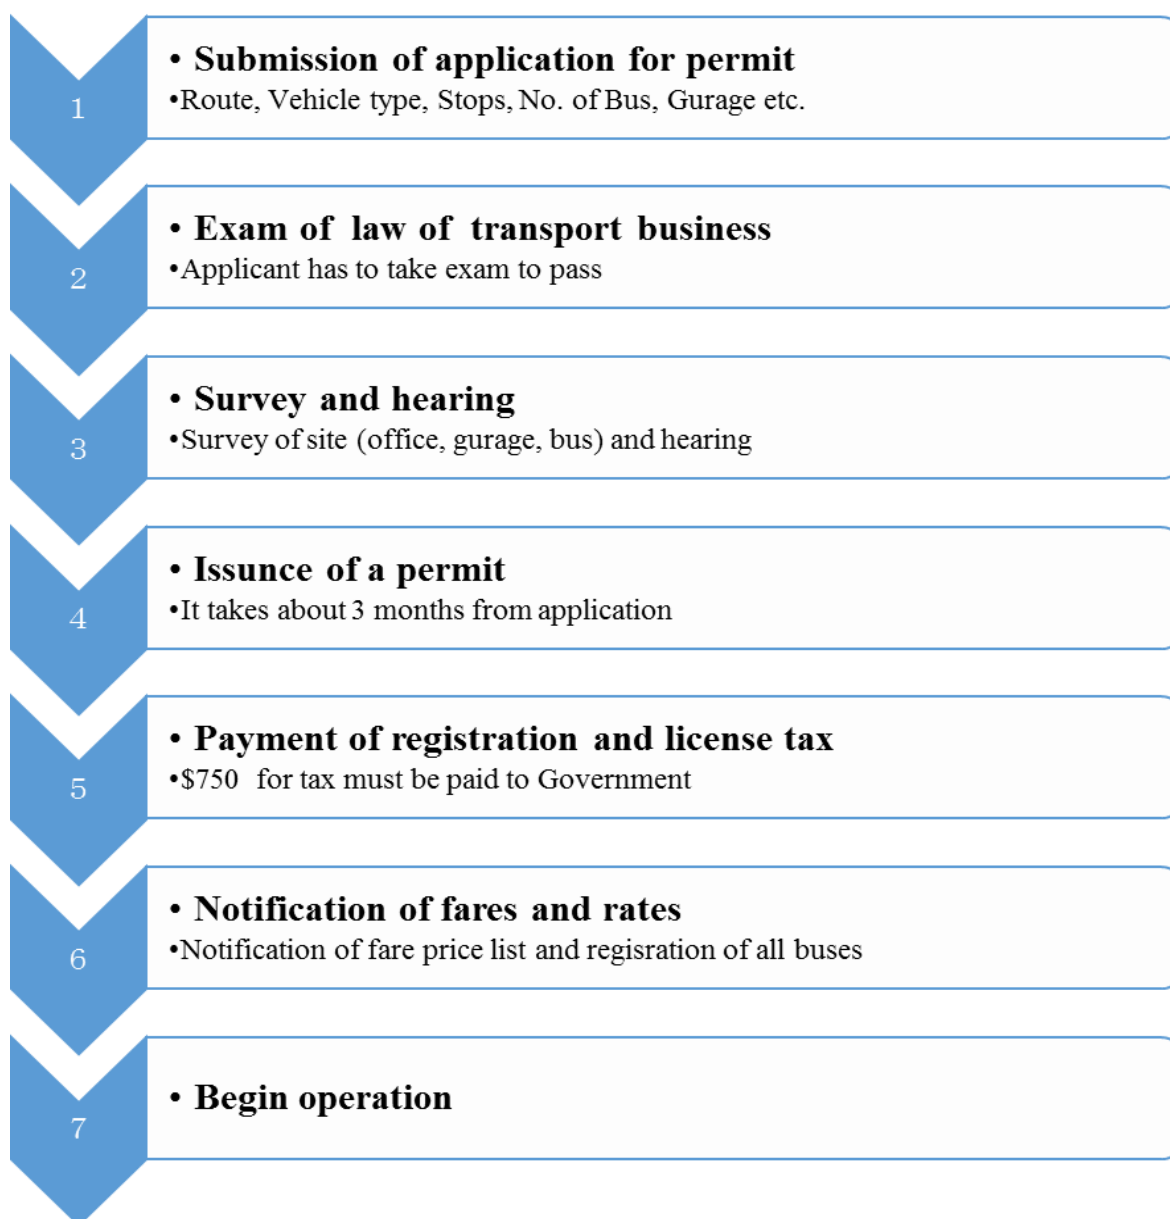 1
• Submission of application for permit
•Route, Vehicle type, Stops, No. of Bus, Gurage etc.
2
• Exam of law of transport business
•Applicant has to take exam to pass
3
• Survey and hearing
•Survey of site (office, gurage, bus) and hearing
4
• Issunce of a permit
•It takes about 3 months from application
5
• Payment of registration and license tax
•$750 for tax must be paid to Government
6
• Notification of fares and rates
•Notification of fare price list and regisration of all buses
7
• Begin operation